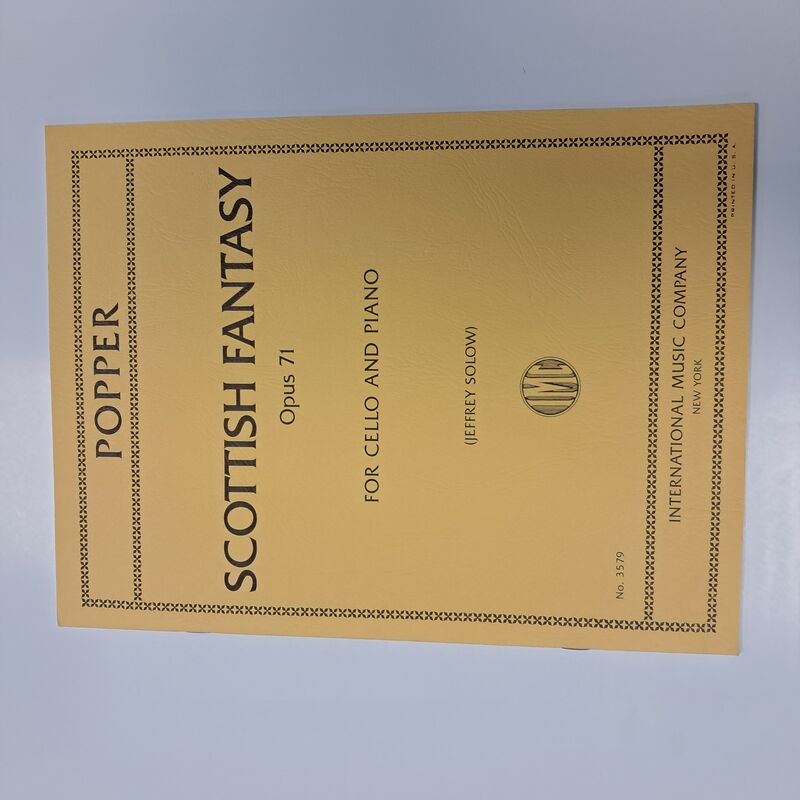 POPPER
SCOTTISH FANTASY
Opus 71
FOR CELLO AND PIANO
(JEFFREY SOLOW)
IMC
No. 3579
INTERNATIONAL MUSIC COMPANY
NEW YORK
PRINTED IN U. S. A.